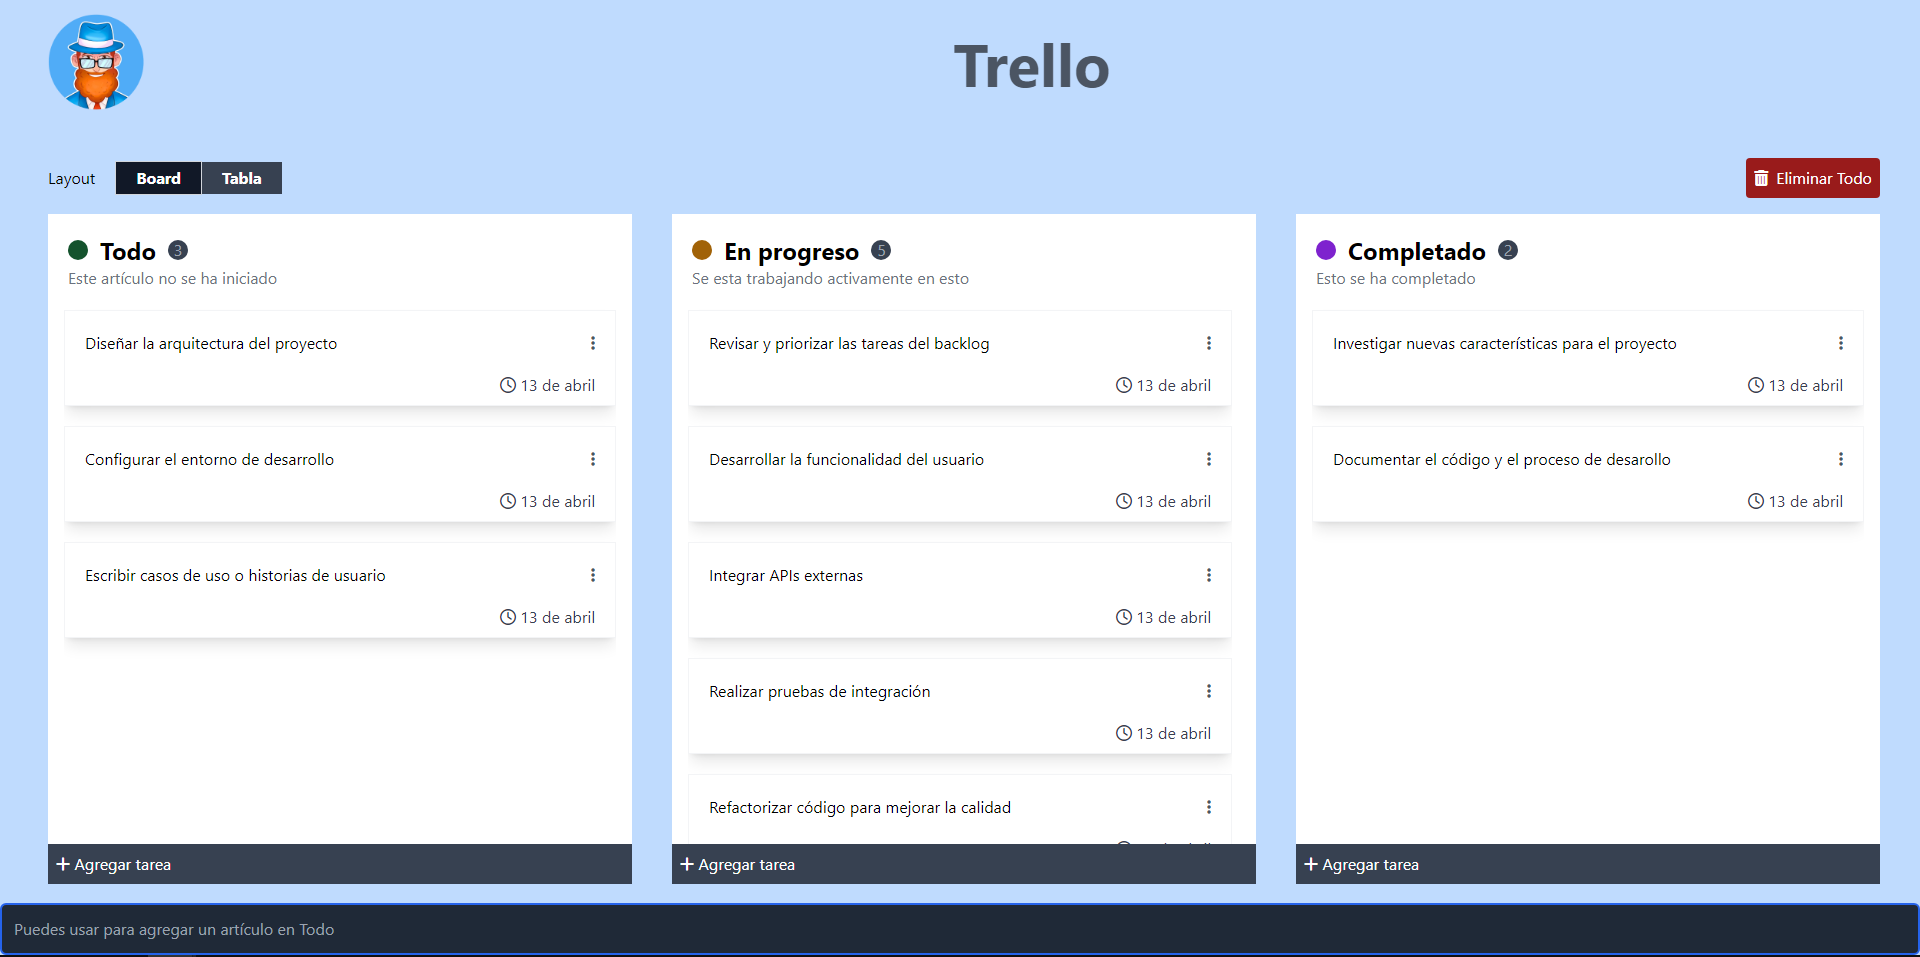 Trello
Layout
Board
Tabla
Eliminar Todo
Todo 3
Este artículo no se ha iniciado
Diseñar la arquitectura del proyecto
13 de abril
Configurar el entorno de desarrollo
13 de abril
Escribir casos de uso o historias de usuario
13 de abril
+ Agregar tarea
En progreso 5
Se esta trabajando activamente en esto
Revisar y priorizar las tareas del backlog
13 de abril
Desarrollar la funcionalidad del usuario
13 de abril
Integrar APIs externas
13 de abril
Realizar pruebas de integración
13 de abril
Refactorizar código para mejorar la calidad
+ Agregar tarea
Completado 2
Esto se ha completado
Investigar nuevas características para el proyecto
13 de abril
Documentar el código y el proceso de desarollo
13 de abril
+ Agregar tarea
Puedes usar para agregar un artículo en Todo